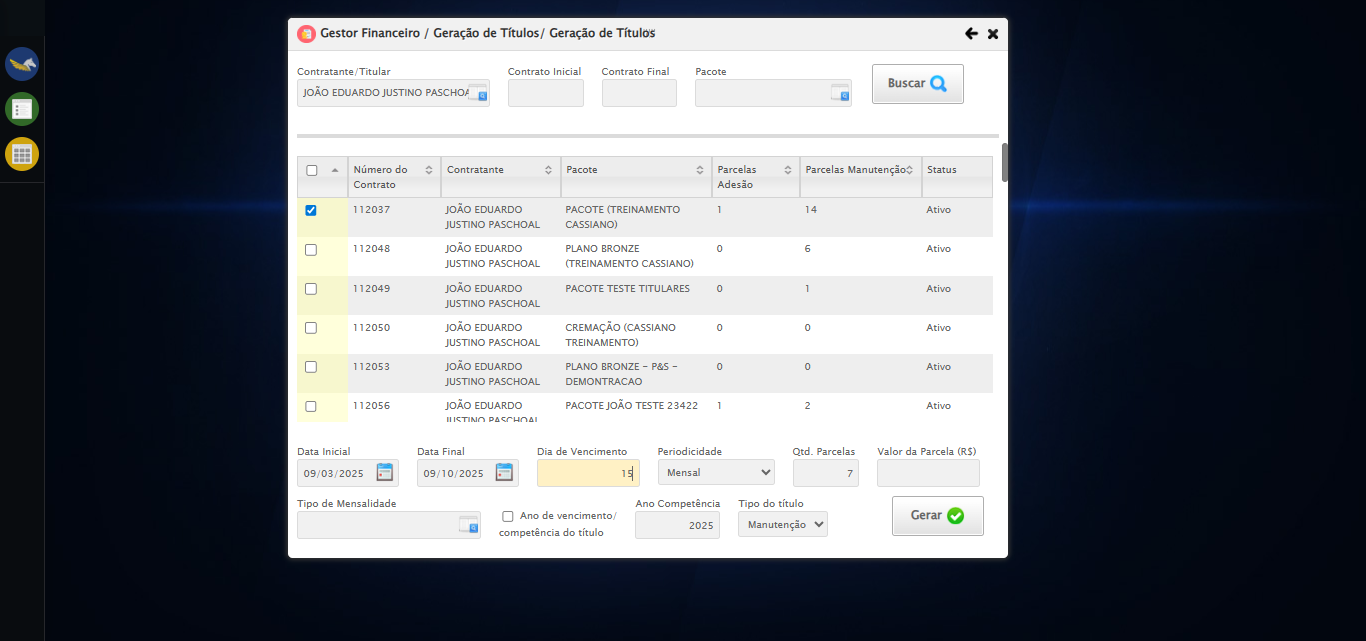 Gestor Financeiro / Geração de Títulos/ Geração de Títulos
Contratante/Titular
Contrato Inicial
Contrato Final
Pacote
JOÃO EDUARDO JUSTINO PASCHOA
Buscar
Número do Contrato
Contratante
Pacote
Parcelas Adesão
Parcelas Manutenção
Status
112037
JOÃO EDUARDO JUSTINO PASCHOAL
PACOTE (TREINAMENTO CASSIANO)
1
14
Ativo
112048
JOÃO EDUARDO JUSTINO PASCHOAL
PLANO BRONZE (TREINAMENTO CASSIANO)
0
6
Ativo
112049
JOÃO EDUARDO JUSTINO PASCHOAL
PACOTE TESTE TITULARES
0
1
Ativo
112050
JOÃO EDUARDO JUSTINO PASCHOAL
CREMAÇÃO (CASSIANO TREINAMENTO)
0
0
Ativo
112053
JOÃO EDUARDO JUSTINO PASCHOAL
PLANO BRONZE - P&S - DEMONTRACAO
0
0
Ativo
112056
JOÃO EDUARDO JUSTINO PASCHOAL
PACOTE JOÃO TESTE 23422
1
2
Ativo
Data Inicial
Data Final
Dia de Vencimento
Periodicidade
Qtd. Parcelas
Valor da Parcela (R$)
09/03/2025
09/10/2025
15
Mensal
7
Tipo de Mensalidade
Ano de vencimento/
competência do título
Ano Competência
2025
Tipo do título
Manutenção
Gerar